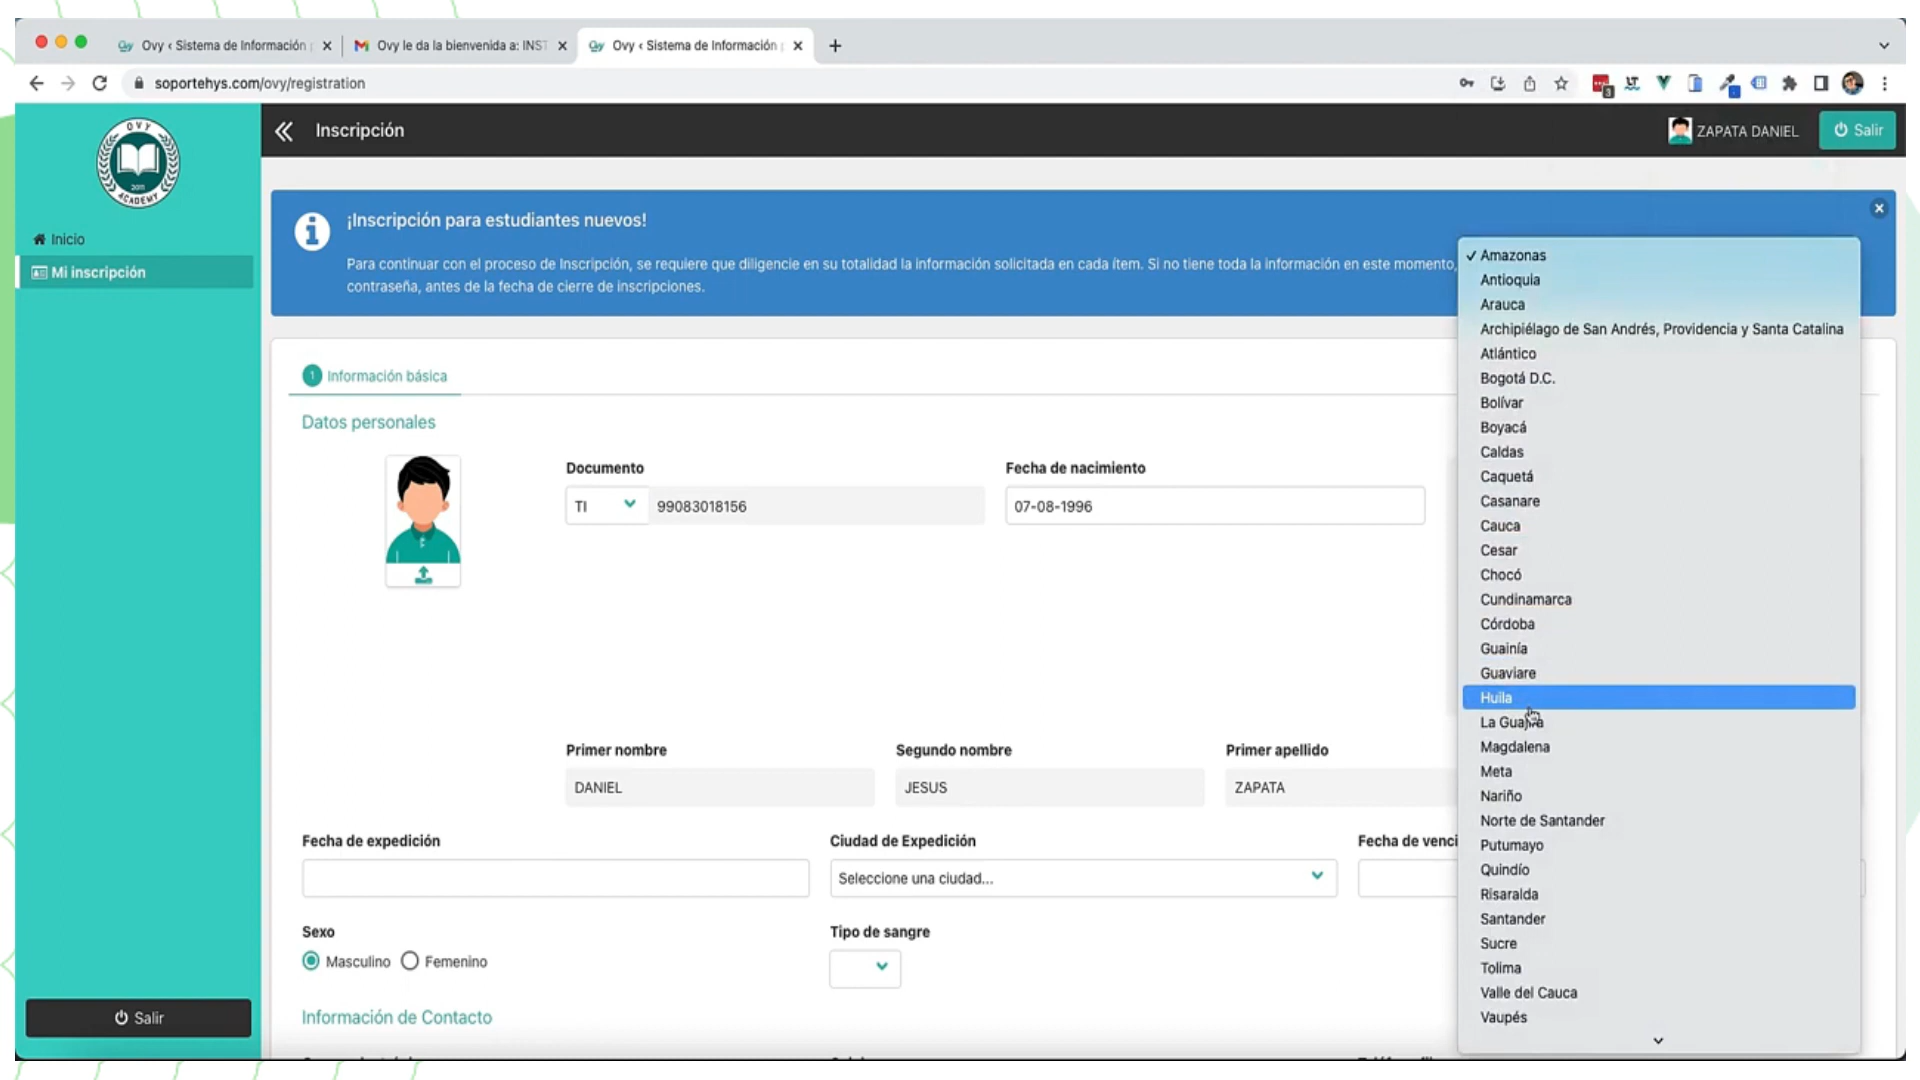 Ovy ‹ Sistema de Información
Ovy le da la bienvenida a: INST
Ovy ‹ Sistema de Información
soportehys.com/ovy/registration
OVY
2011
ACADEMY
Inicio
Mi inscripción
Salir
Inscripción
ZAPATA DANIEL
Salir
¡Inscripción para estudiantes nuevos!
Para continuar con el proceso de Inscripción, se requiere que diligencie en su totalidad la información solicitada en cada ítem. Si no tiene toda la información en este momento,
contraseña, antes de la fecha de cierre de inscripciones.
1 Información básica
Datos personales
Documento
Fecha de nacimiento
TI
99083018156
07-08-1996
Primer nombre
Segundo nombre
Primer apellido
DANIEL
JESUS
ZAPATA
Fecha de expedición
Ciudad de Expedición
Fecha de venci
Seleccione una ciudad...
Sexo
Tipo de sangre
Masculino
Femenino
Información de Contacto
✓ Amazonas
Antioquia
Arauca
Archipiélago de San Andrés, Providencia y Santa Catalina
Atlántico
Bogotá D.C.
Bolívar
Boyacá
Caldas
Caquetá
Casanare
Cauca
Cesar
Chocó
Cundinamarca
Córdoba
Guainía
Guaviare
Huila
La Guajira
Magdalena
Meta
Nariño
Norte de Santander
Putumayo
Quindío
Risaralda
Santander
Sucre
Tolima
Valle del Cauca
Vaupés